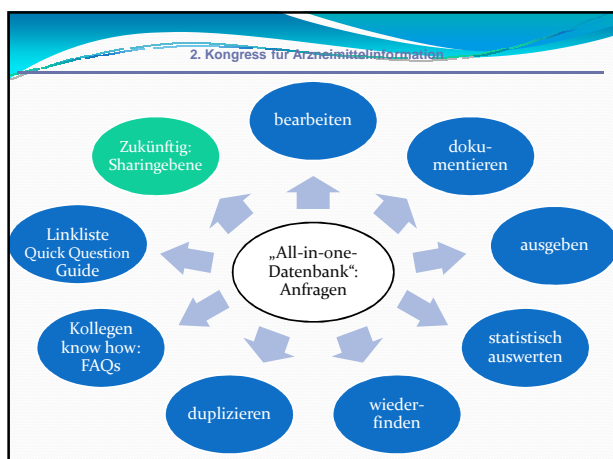 2. Kongress für Arzneimittelinformation
bearbeiten
doku-
mentieren
ausgeben
statistisch
auswerten
wieder-
finden
duplizieren
Kollegen
know how:
FAQs
Linkliste
Quick Question
Guide
Zukünftig:
Sharingebene
„All-in-one-
Datenbank“:
Anfragen